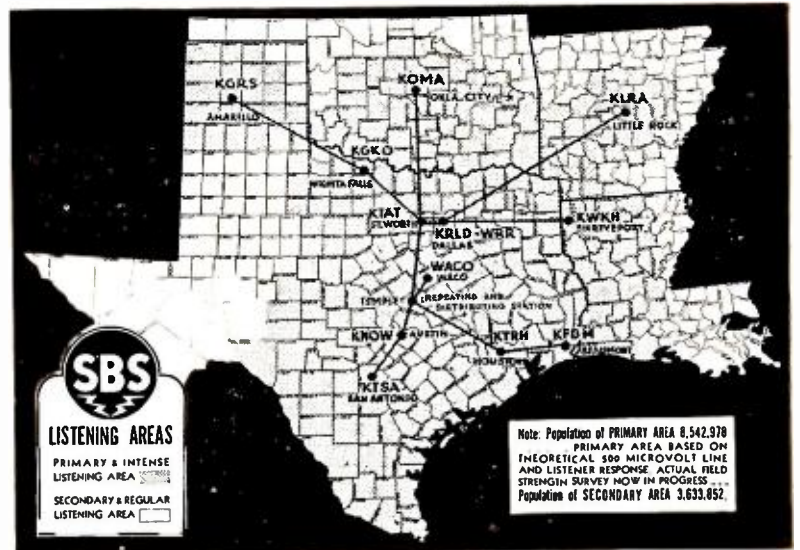 KGRS
AMARILLO
KOMA
OKLA. CITY
KLRA
LITTLE ROCK
KGKO
WICHITA FALLS
KTAT
FT. WORTH
KRLD - WRR
DALLAS
KWKH
SHREVEPORT
WACO
WACO
TEMPLE
(REPEATING AND
DISTRIBUTING STATION
KNOW
AUSTIN
KTRH
HOUSTON
KFDM
BEAUMONT
KTSA
SAN ANTONIO
SBS
LISTENING AREAS
PRIMARY & INTENSE
LISTENING AREA
SECONDARY & REGULAR
LISTENING AREA
Note: Population of PRIMARY AREA 8,542,978
PRIMARY AREA BASED ON
THEORETICAL 500 MICROVOLT LINE
AND LISTENER RESPONSE. ACTUAL FIELD
STRENGTH SURVEY NOW IN PROGRESS ...
Population of SECONDARY AREA 3,633,852